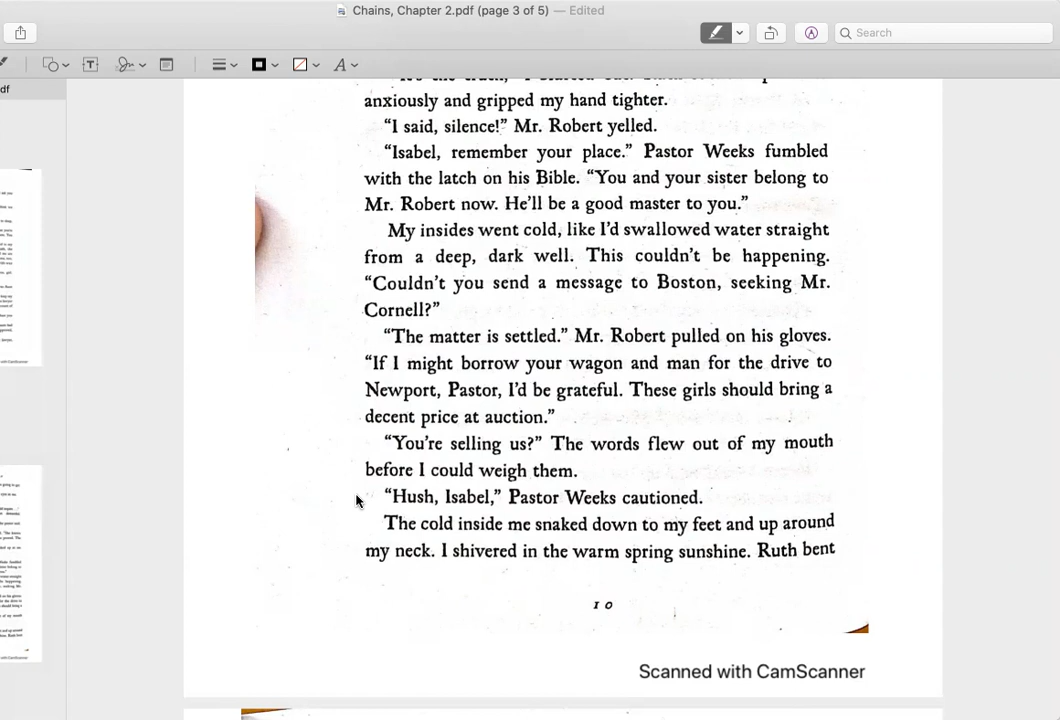 Chains, Chapter 2.pdf (page 3 of 5) — Edited
Search
df
anxiously and gripped my hand tighter.
“I said, silence!” Mr. Robert yelled.
“Isabel, remember your place.” Pastor Weeks fumbled
with the latch on his Bible. “You and your sister belong to
Mr. Robert now. He’ll be a good master to you.”
My insides went cold, like I’d swallowed water straight
from a deep, dark well. This couldn’t be happening.
“Couldn’t you send a message to Boston, seeking Mr.
Cornell?”
“The matter is settled.” Mr. Robert pulled on his gloves.
“If I might borrow your wagon and man for the drive to
Newport, Pastor, I’d be grateful. These girls should bring a
decent price at auction.”
“You’re selling us?” The words flew out of my mouth
before I could weigh them.
“Hush, Isabel,” Pastor Weeks cautioned.
The cold inside me snaked down to my feet and up around
my neck. I shivered in the warm spring sunshine. Ruth bent
10
Scanned with CamScanner